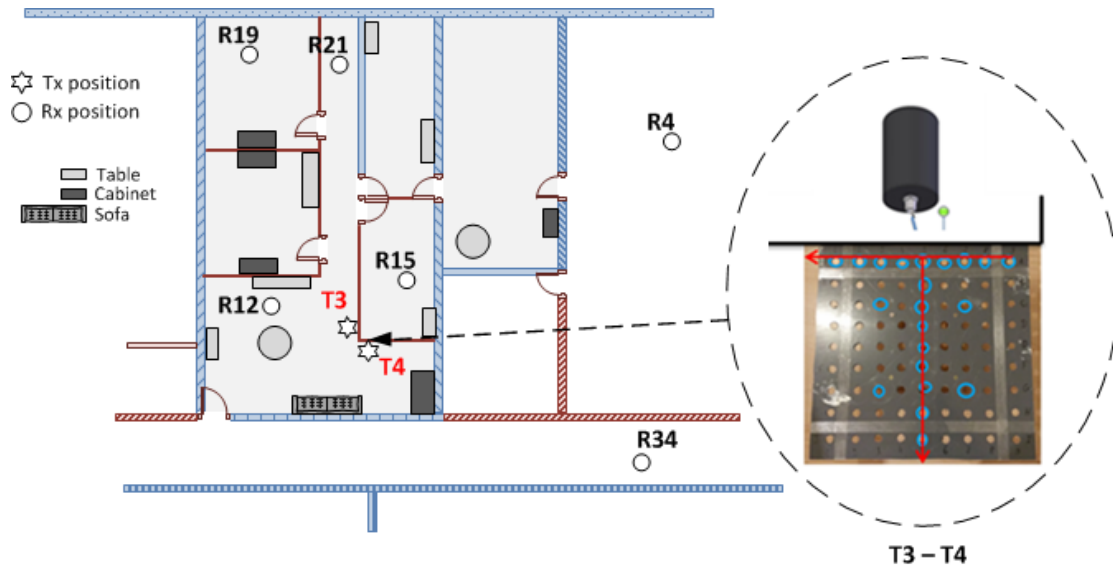 R19
R21
Tx position
Rx position
R4
Table
Cabinet
Sofa
R15
R12
T3
T4
R34
T3 – T4